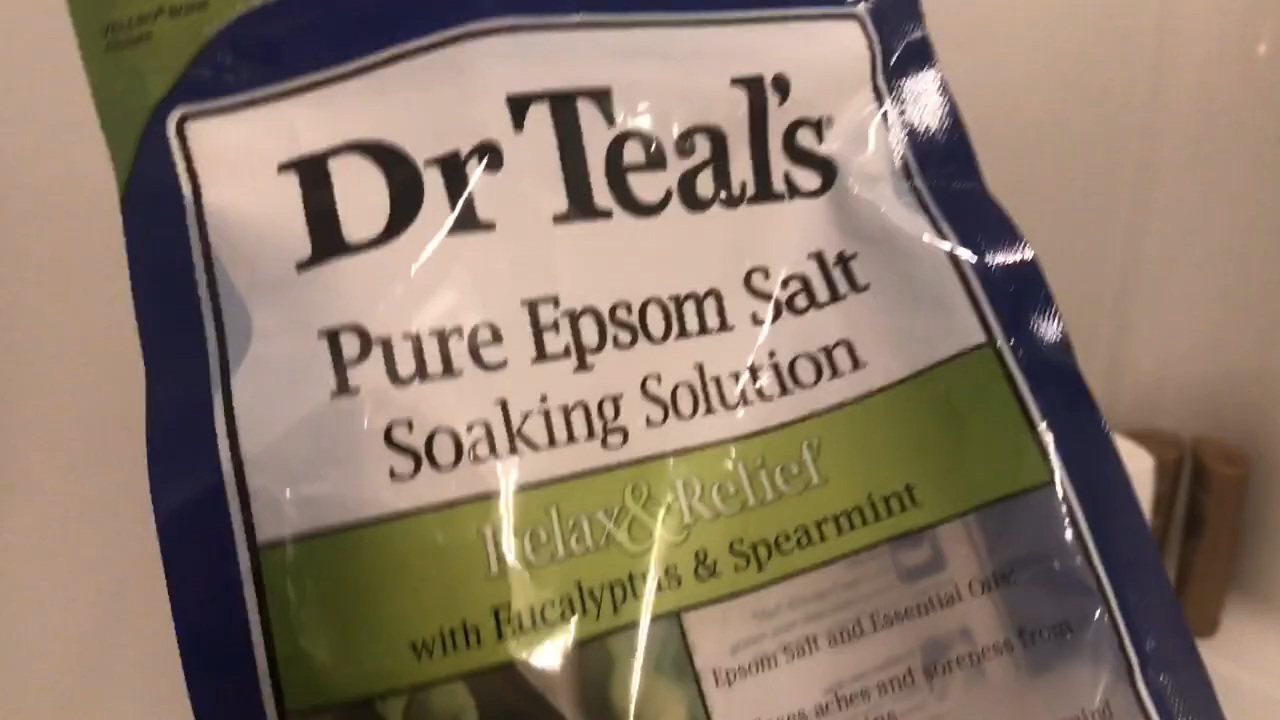 Dr Teal's
Pure Epsom Salt
Soaking Solution
Relax & Relief
with Eucalyptus & Spearmint
Epsom Salt and Essential Oils:
aches and soreness from